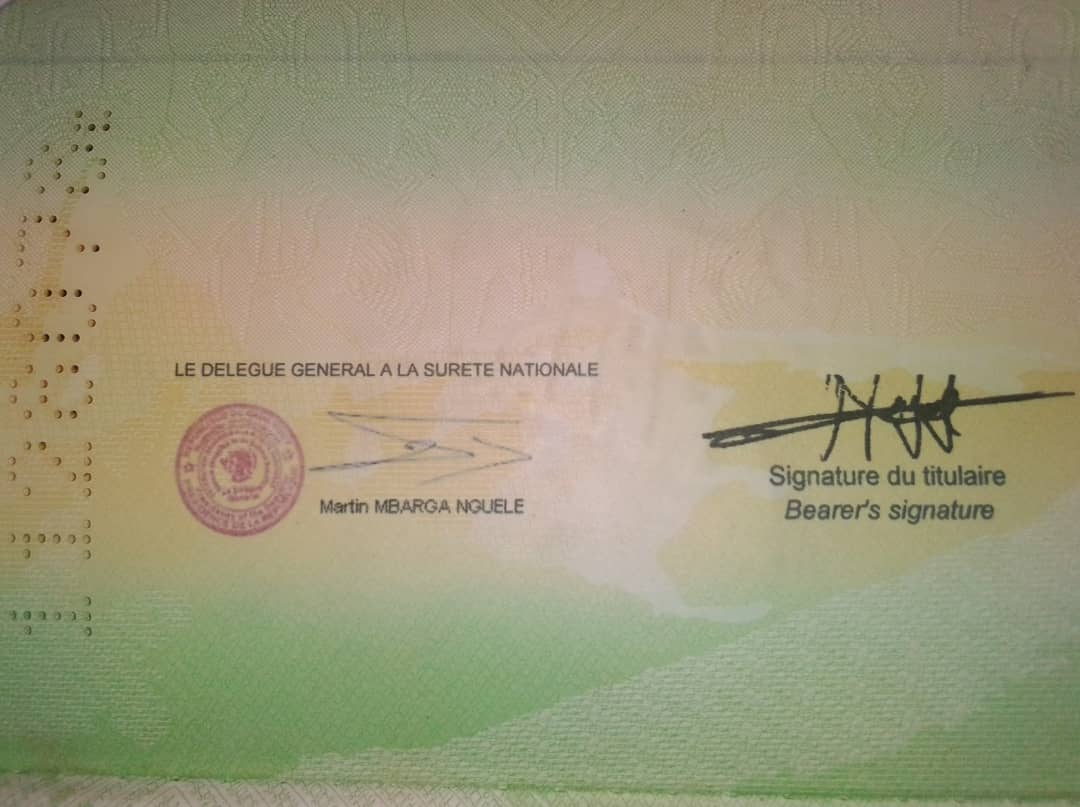 LE DELEGUE GENERAL A LA SURETE NATIONALE
Martin MBARGA NGUELE
Signature du titulaire
Bearer's signature